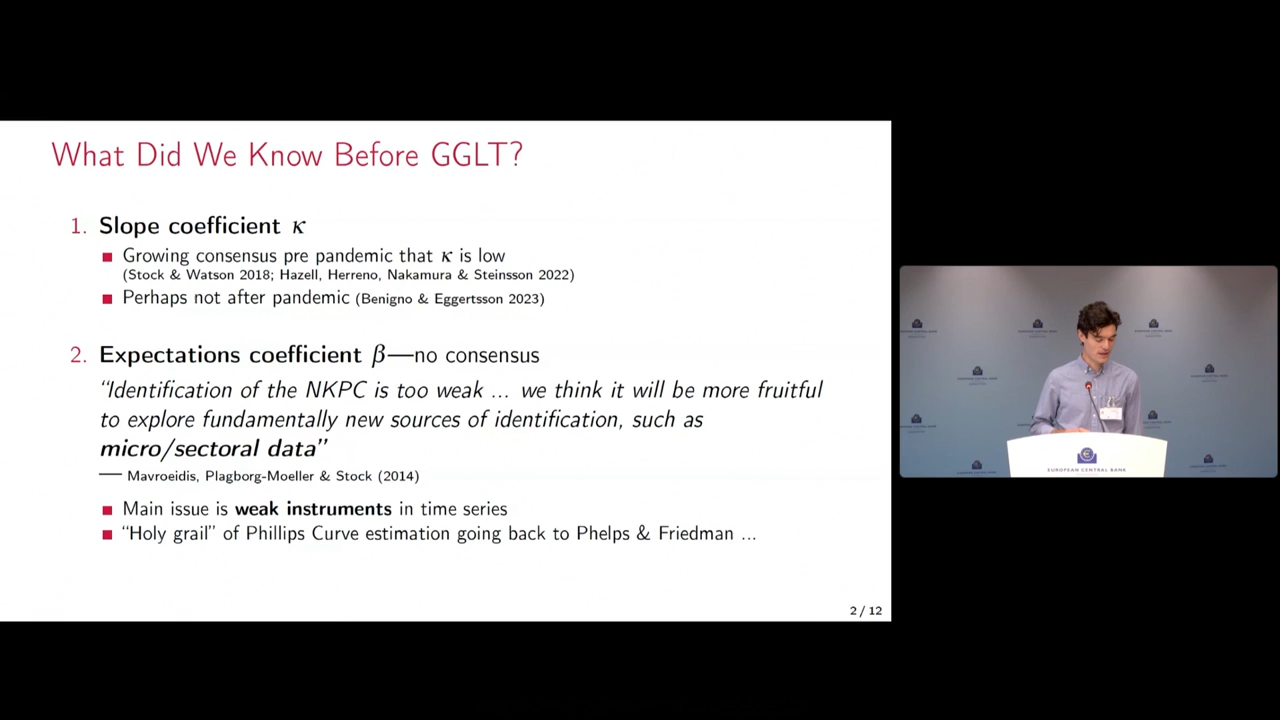 What Did We Know Before GGLT?
1. Slope coefficient κ
Growing consensus pre pandemic that κ is low
(Stock & Watson 2018; Hazell, Herreno, Nakamura & Steinsson 2022)
Perhaps not after pandemic (Benigno & Eggertsson 2023)
2. Expectations coefficient β—no consensus
“Identification of the NKPC is too weak ... we think it will be more fruitful
to explore fundamentally new sources of identification, such as
micro/sectoral data”
— Mavroeidis, Plagborg-Moeller & Stock (2014)
Main issue is weak instruments in time series
“Holy grail” of Phillips Curve estimation going back to Phelps & Friedman ...
2 / 12
EUROPEAN CENTRAL BANK